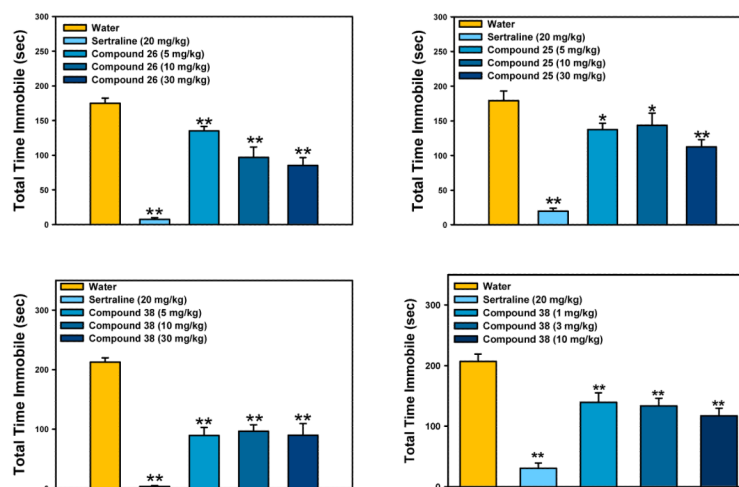 Total Time Immobile (sec)
300
250
200
150
100
50
0
Water
Sertraline (20 mg/kg)
Compound 26 (5 mg/kg)
Compound 26 (10 mg/kg)
Compound 26 (30 mg/kg)
**
**
**
**
Total Time Immobile (sec)
300
250
200
150
100
50
0
Water
Sertraline (20 mg/kg)
Compound 25 (5 mg/kg)
Compound 25 (10 mg/kg)
Compound 25 (30 mg/kg)
**
*
*
**
Total Time Immobile (sec)
300
200
100
Water
Sertraline (20 mg/kg)
Compound 38 (5 mg/kg)
Compound 38 (10 mg/kg)
Compound 38 (30 mg/kg)
**
**
**
**
Total Time Immobile (sec)
300
200
100
0
Water
Sertraline (20 mg/kg)
Compound 38 (1 mg/kg)
Compound 38 (3 mg/kg)
Compound 38 (10 mg/kg)
**
**
**
**